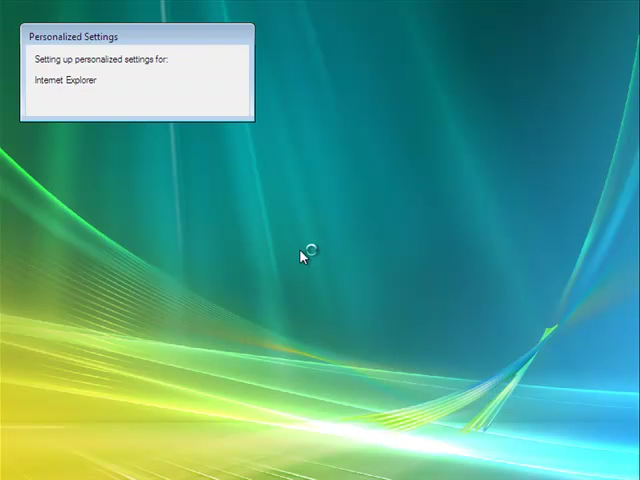 Personalized Settings
Setting up personalized settings for:
Internet Explorer